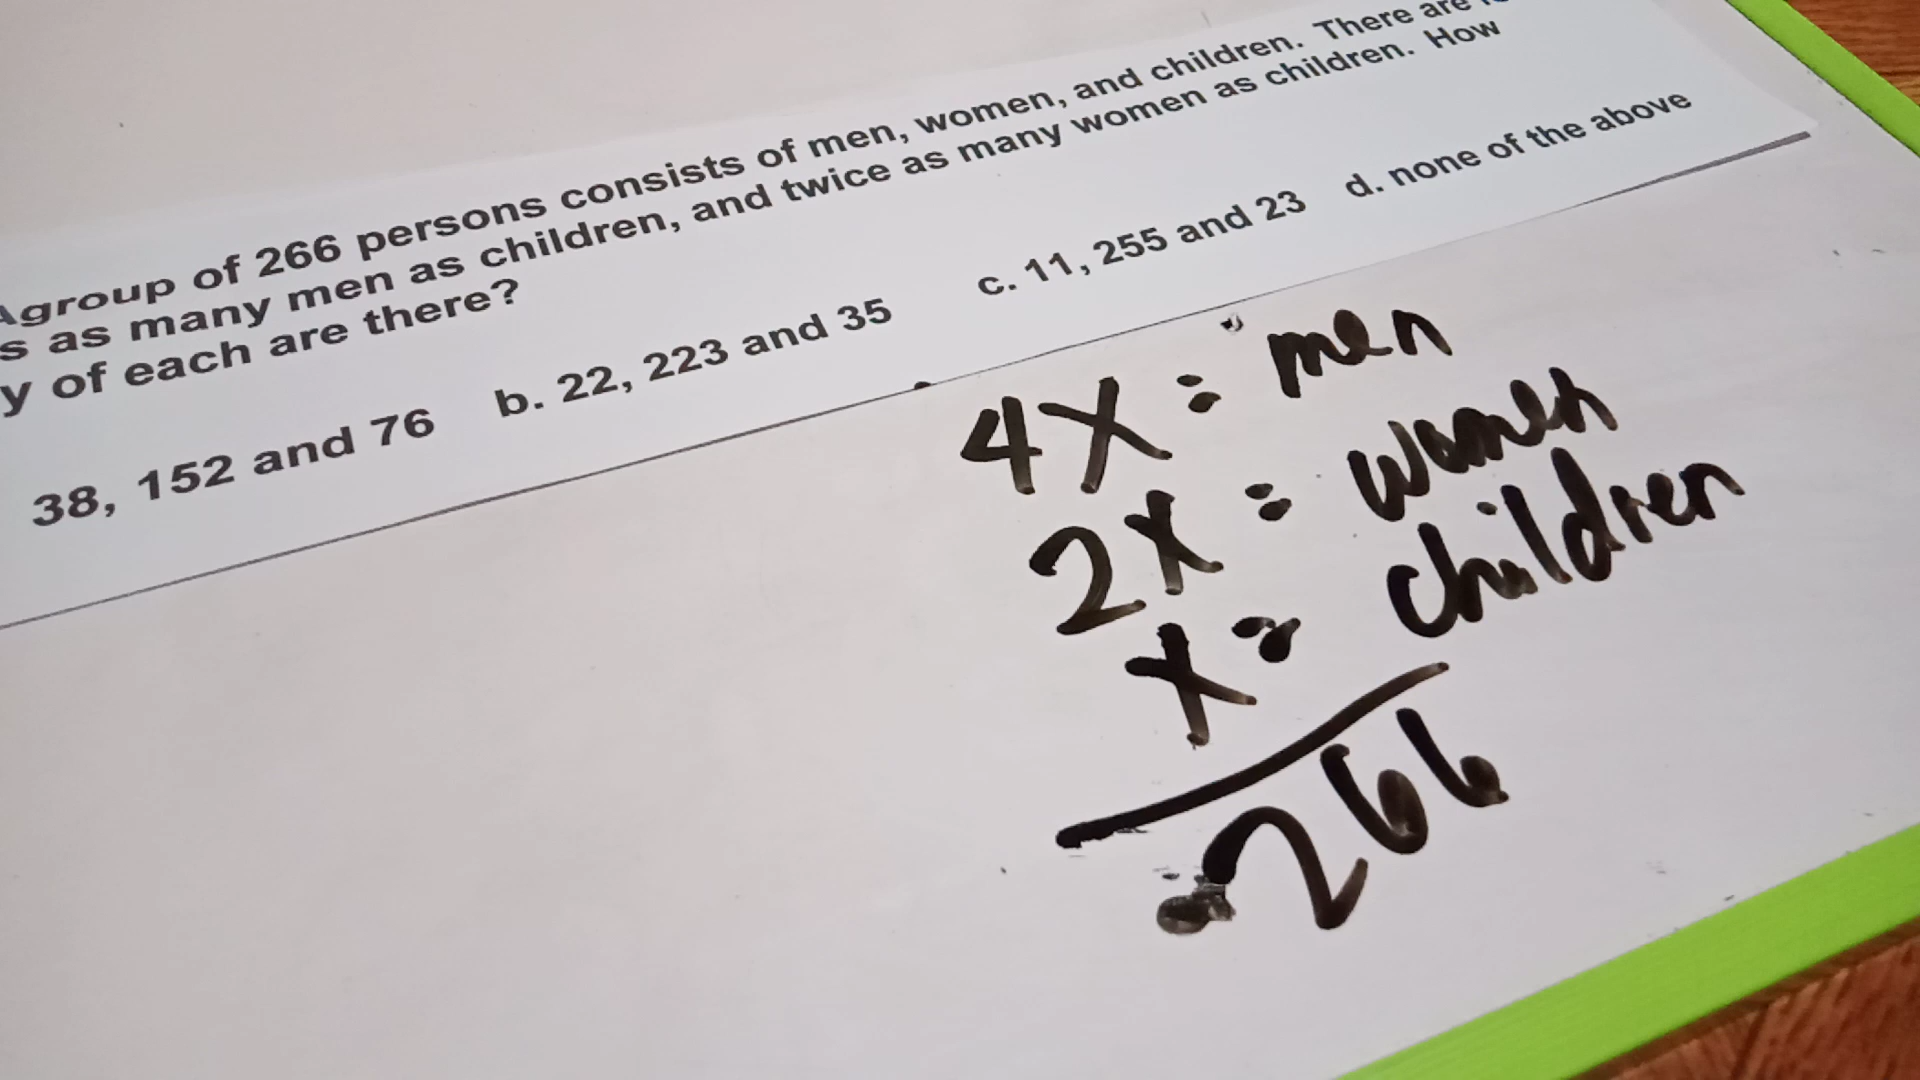 Agroup of 266 persons consists of men, women, and children. There are
s as many men as children, and twice as many women as children. How
y of each are there?
38, 152 and 76 b. 22, 223 and 35 c. 11, 255 and 23 d. none of the above
4X = men
2X = women
X = children
266